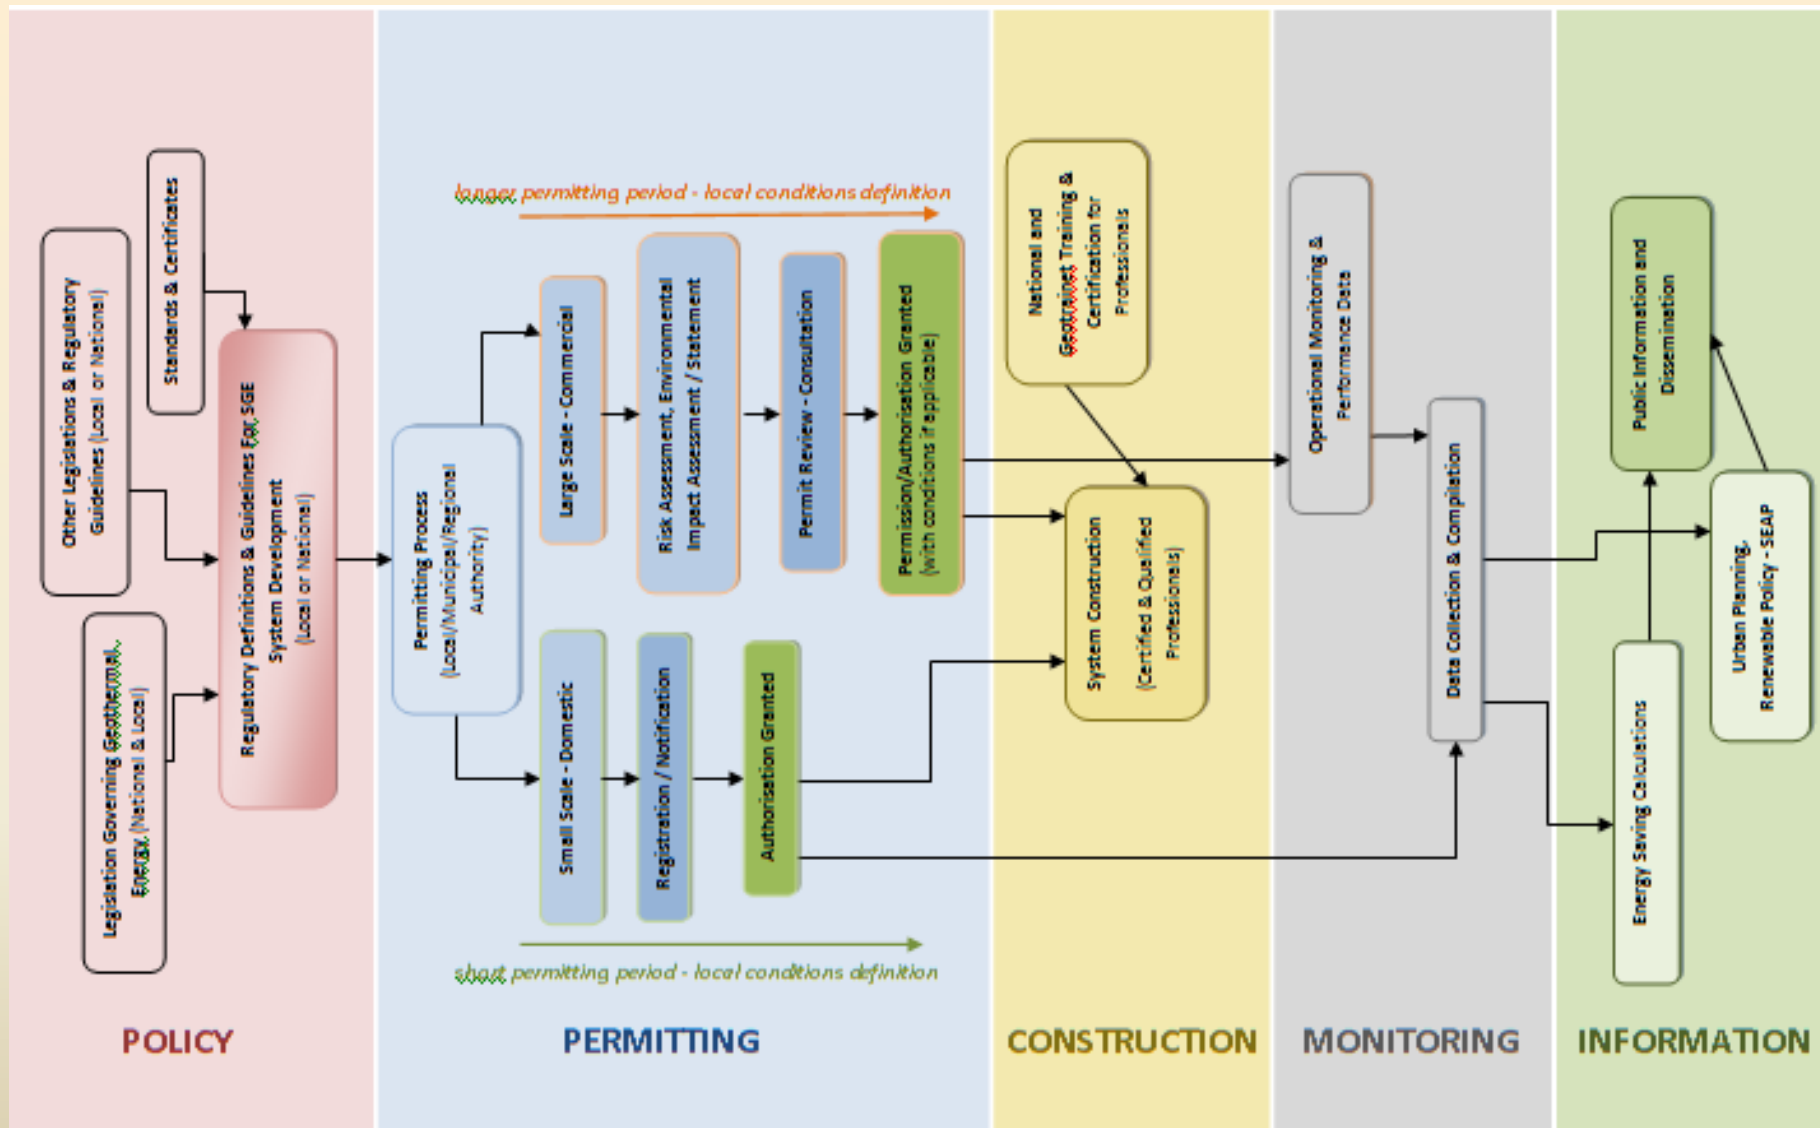 Other Legislations & Regulatory
Guidelines (Local or National)
Standards & Certificates
Legislation Governing Geothermal
Energy (National & Local)
Regulatory Definitions & Guidelines For SGE
System Development
(Local or National)
POLICY
longer permitting period - local conditions definition
Permitting Process
(Local/Municipal/Regional
Authority)
Large Scale - Commercial
Risk Assessment, Environmental
Impact Assessment / Statement
Permit Review - Consultation
Permission/Authorisation Granted
(with conditions if applicable)
Small Scale - Domestic
Registration / Notification
Authorisation Granted
short permitting period - local conditions definition
PERMITTING
National and
Geotrainet Training &
Certification for
Professionals
System Construction
(Certified & Qualified
Professionals)
CONSTRUCTION
Operational Monitoring &
Performance Data
Data Collection & Compilation
MONITORING
Public Information and
Dissemination
Urban Planning,
Renewable Policy - SEAP
Energy Saving Calculations
INFORMATION